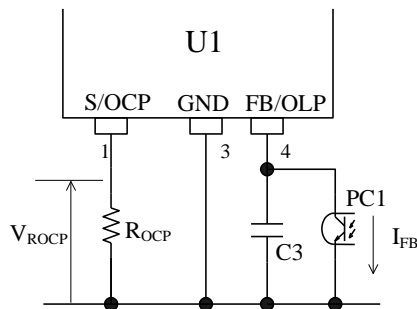 U1
S/OCP GND FB/OLP
1 3 4
PC1
V_ROCP R_OCP C3 I_FB